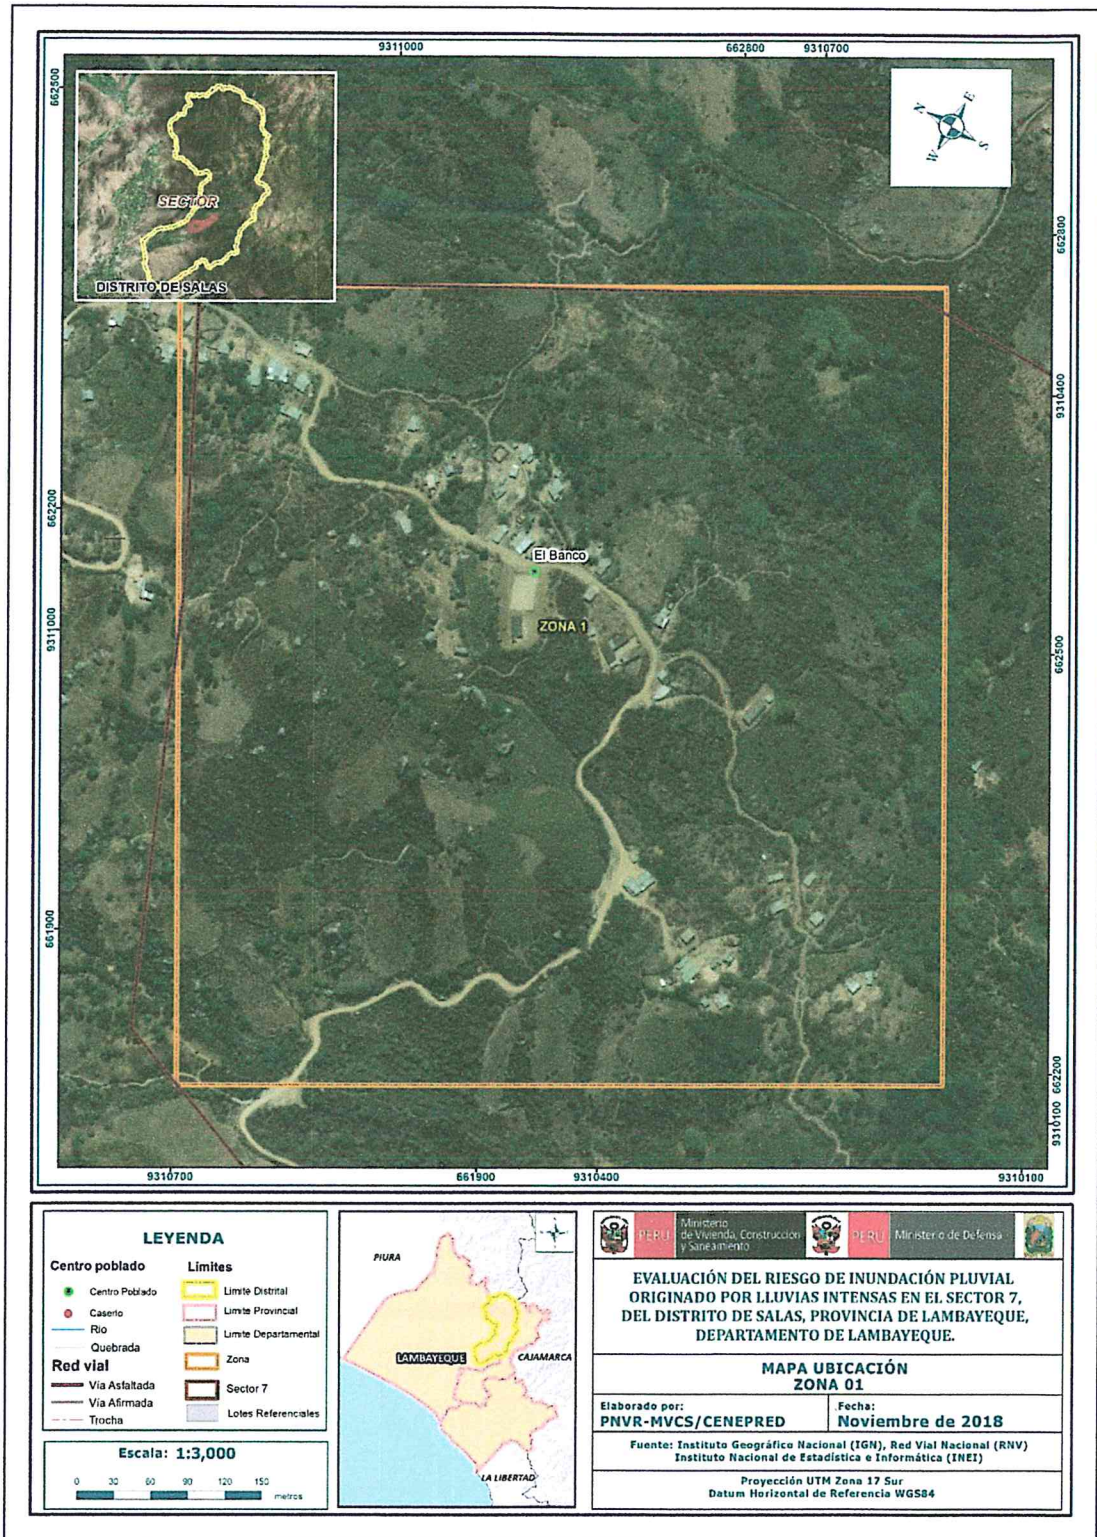 9311000
662800
9310700
662500
N
E
W
S
SECTOR
DISTRITO DE SALAS
662800
9310400
662200
El Banco
ZONA 1
9311000
662500
661900
662200
9310100
9310700
661900
9310400
9310100
LEYENDA
Centro poblado
Centro Poblado
Caserío
Rio
Quebrada
Red vial
Vía Asfaltada
Vía Afirmada
Trocha
Límites
Limite Distrital
Limite Provincial
Limite Departamental
Zona
Sector 7
Lotes Referenciales
Escala: 1:3,000
0 30 60 90 120 150
metros
PIURA
LAMBAYEQUE
CAJAMARCA
LA LIBERTAD
PERÚ
Ministerio
de Vivienda, Construcción
y Saneamiento
PERÚ
Ministerio de Defensa
EVALUACIÓN DEL RIESGO DE INUNDACIÓN PLUVIAL
ORIGINADO POR LLUVIAS INTENSAS EN EL SECTOR 7,
DEL DISTRITO DE SALAS, PROVINCIA DE LAMBAYEQUE,
DEPARTAMENTO DE LAMBAYEQUE.
MAPA UBICACIÓN
ZONA 01
Elaborado por:
PNVR-MVCS/CENEPRED
Fecha:
Noviembre de 2018
Fuente: Instituto Geográfico Nacional (IGN), Red Vial Nacional (RNV)
Instituto Nacional de Estadística e Informática (INEI)
Proyección UTM Zona 17 Sur
Datum Horizontal de Referencia WGS84